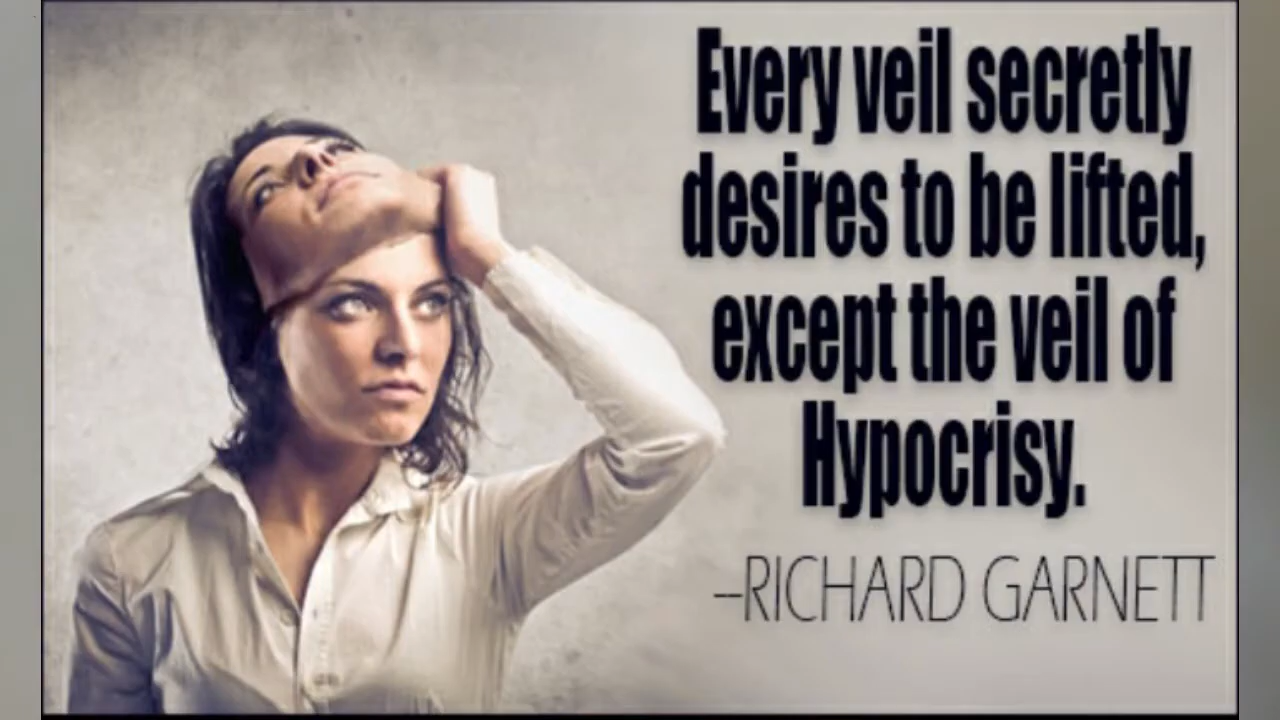 Every veil secretly
desires to be lifted,
except the veil of
Hypocrisy.
–RICHARD GARNETT